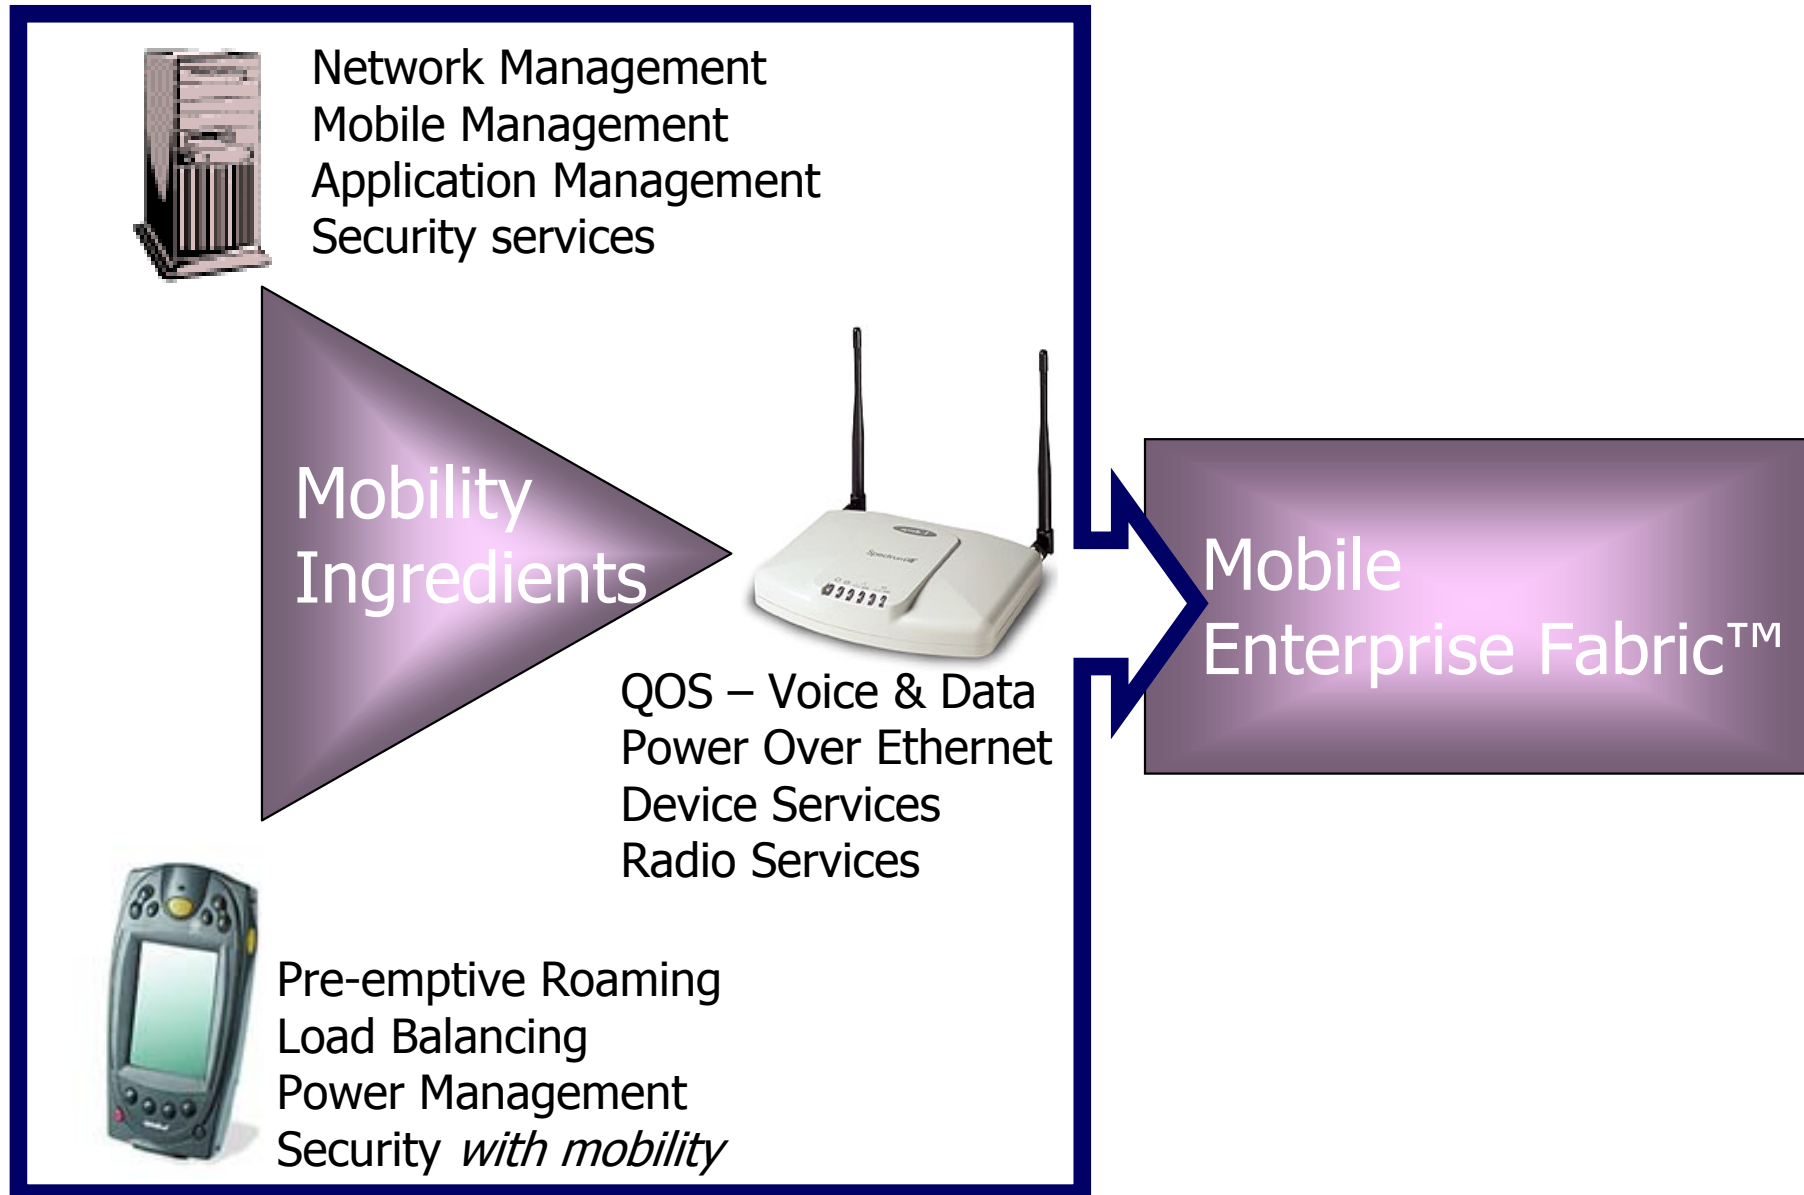 Network Management
Mobile Management
Application Management
Security services
Mobility
Ingredients
Spectrum24
QOS – Voice & Data
Power Over Ethernet
Device Services
Radio Services
Mobile
Enterprise Fabric™
Pre-emptive Roaming
Load Balancing
Power Management
Security with mobility